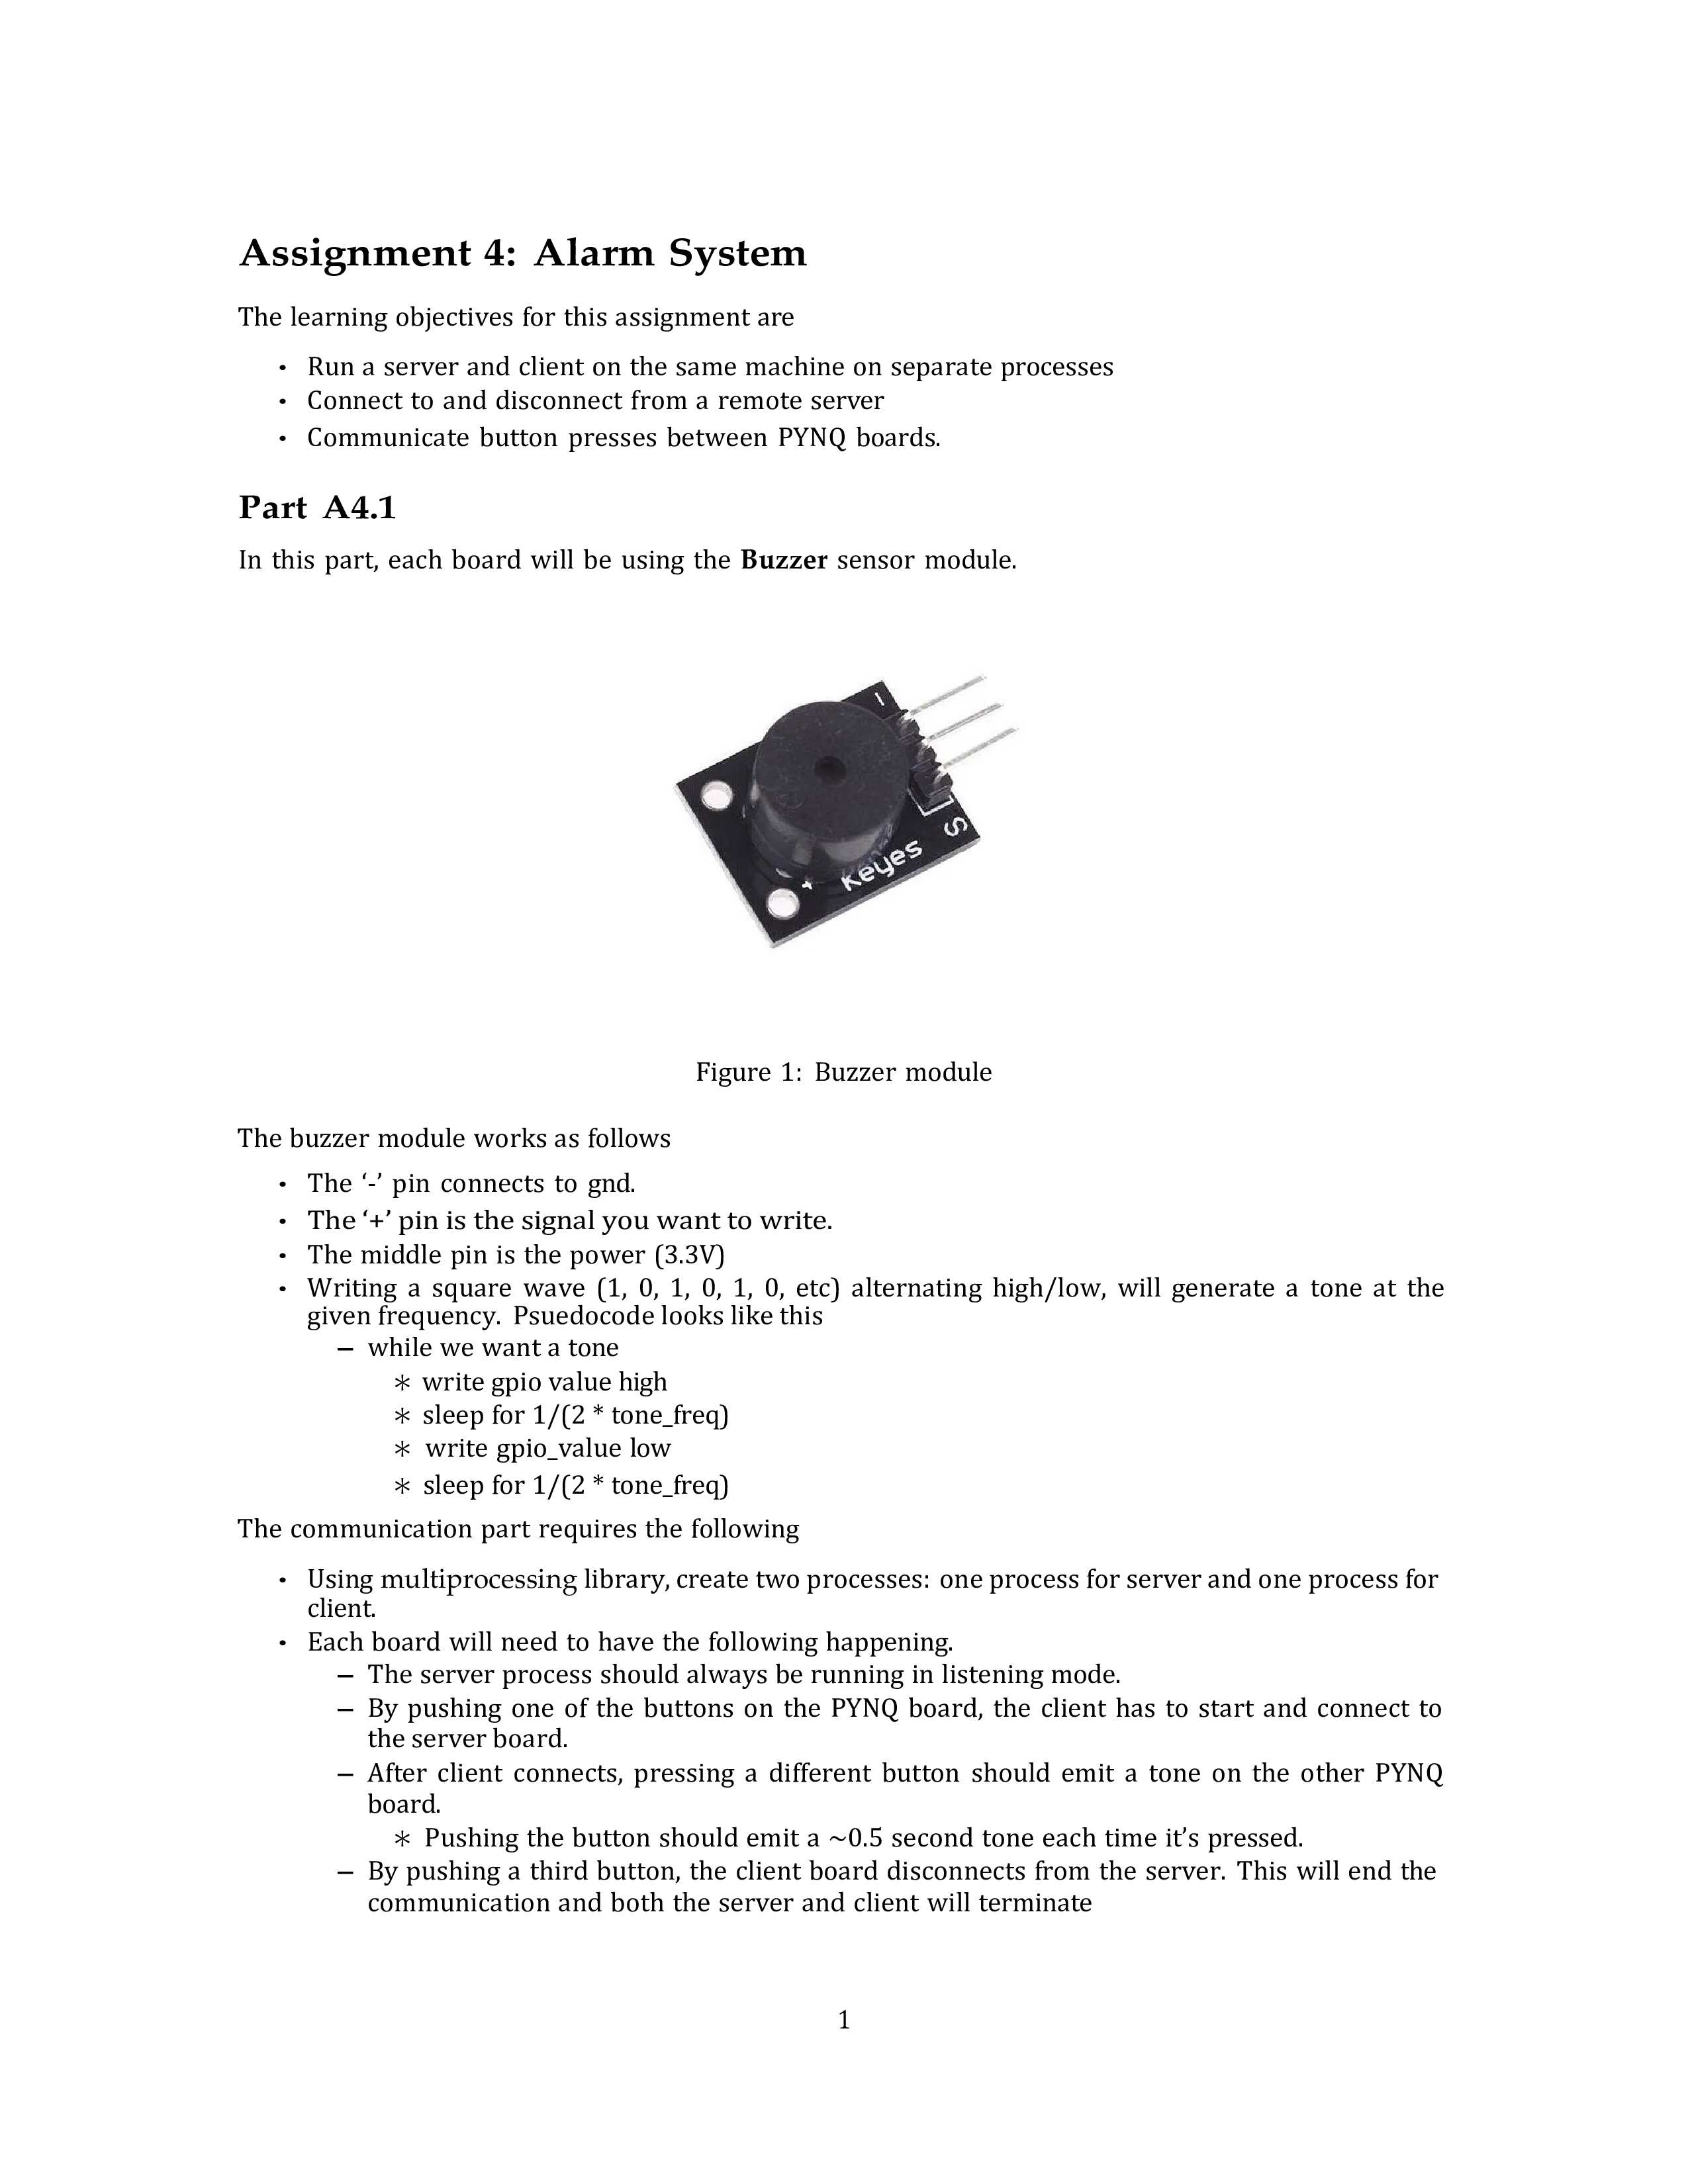 Assignment 4: Alarm System
The learning objectives for this assignment are
• Run a server and client on the same machine on separate processes
• Connect to and disconnect from a remote server
• Communicate button presses between PYNQ boards.
Part A4.1
In this part, each board will be using the Buzzer sensor module.
–
S
Keyes
+
Figure 1: Buzzer module
The buzzer module works as follows
• The ‘-’ pin connects to gnd.
• The ‘+’ pin is the signal you want to write.
• The middle pin is the power (3.3V)
• Writing a square wave (1, 0, 1, 0, 1, 0, etc) alternating high/low, will generate a tone at the
given frequency. Psuedocode looks like this
– while we want a tone
∗ write gpio value high
∗ sleep for 1/(2 * tone_freq)
∗ write gpio_value low
∗ sleep for 1/(2 * tone_freq)
The communication part requires the following
• Using multiprocessing library, create two processes: one process for server and one process for
client.
• Each board will need to have the following happening.
– The server process should always be running in listening mode.
– By pushing one of the buttons on the PYNQ board, the client has to start and connect to
the server board.
– After client connects, pressing a different button should emit a tone on the other PYNQ
board.
∗ Pushing the button should emit a ~0.5 second tone each time it’s pressed.
– By pushing a third button, the client board disconnects from the server. This will end the
communication and both the server and client will terminate
1